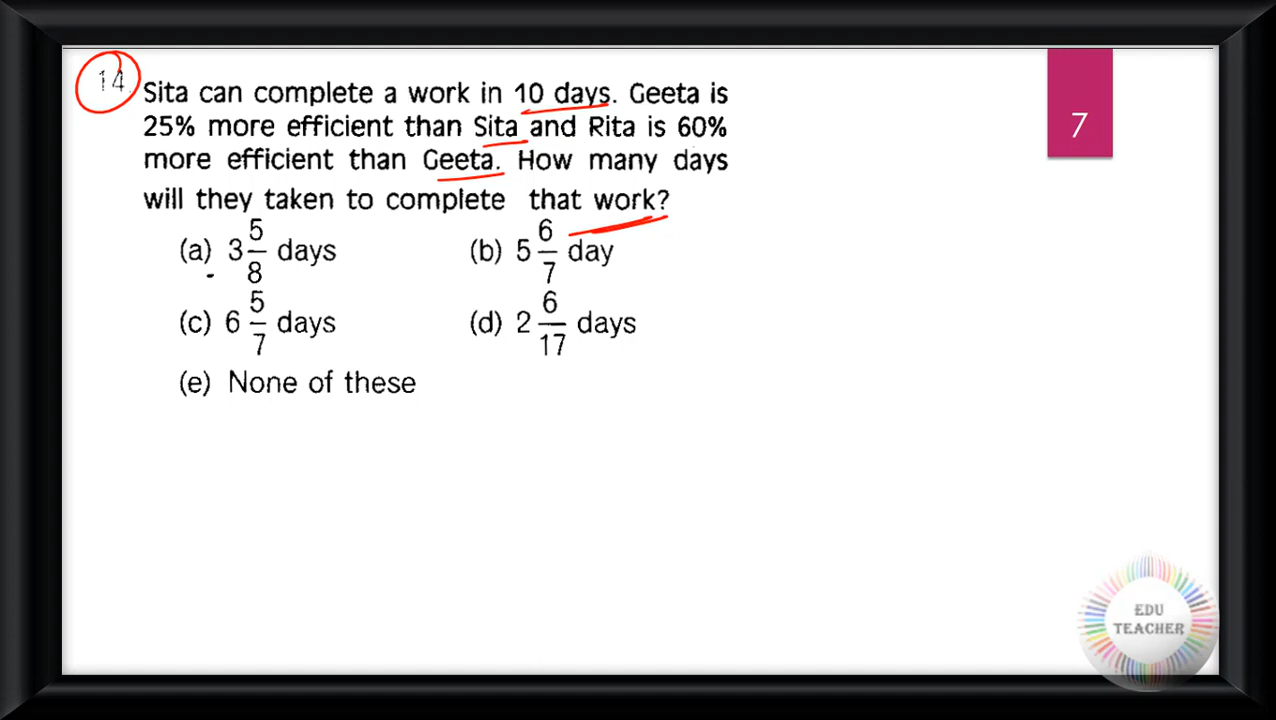 14.
7
Sita can complete a work in 10 days. Geeta is
25% more efficient than Sita and Rita is 60%
more efficient than Geeta. How many days
will they taken to complete that work?
(a) 3 5/8 days (b) 5 6/7 day
(c) 6 5/7 days (d) 2 6/17 days
(e) None of these
EDU
TEACHER